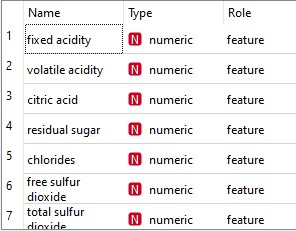 Name Type Role
1 fixed acidity N numeric feature
2 volatile acidity N numeric feature
3 citric acid N numeric feature
4 residual sugar N numeric feature
5 chlorides N numeric feature
6 free sulfur
dioxide N numeric feature
7 total sulfur
dioxide N numeric feature